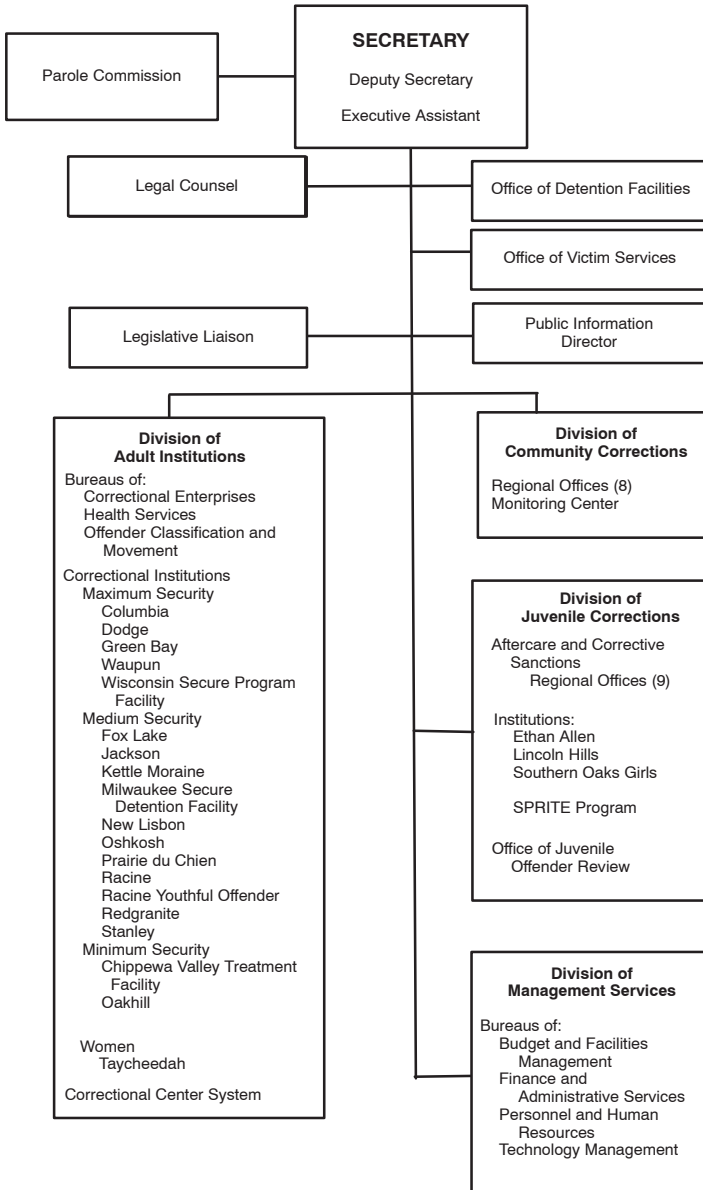 SECRETARY
Deputy Secretary
Executive Assistant
Parole Commission
Legal Counsel
Office of Detention Facilities
Office of Victim Services
Legislative Liaison
Public Information
Director
Division of
Adult Institutions
Bureaus of:
Correctional Enterprises
Health Services
Offender Classification and
Movement
Correctional Institutions
Maximum Security
Columbia
Dodge
Green Bay
Waupun
Wisconsin Secure Program
Facility
Medium Security
Fox Lake
Jackson
Kettle Moraine
Milwaukee Secure
Detention Facility
New Lisbon
Oshkosh
Prairie du Chien
Racine
Racine Youthful Offender
Redgranite
Stanley
Minimum Security
Chippewa Valley Treatment
Facility
Oakhill
Women
Taycheedah
Correctional Center System
Division of
Community Corrections
Regional Offices (8)
Monitoring Center
Division of
Juvenile Corrections
Aftercare and Corrective
Sanctions
Regional Offices (9)
Institutions:
Ethan Allen
Lincoln Hills
Southern Oaks Girls
SPRITE Program
Office of Juvenile
Offender Review
Division of
Management Services
Bureaus of:
Budget and Facilities
Management
Finance and
Administrative Services
Personnel and Human
Resources
Technology Management